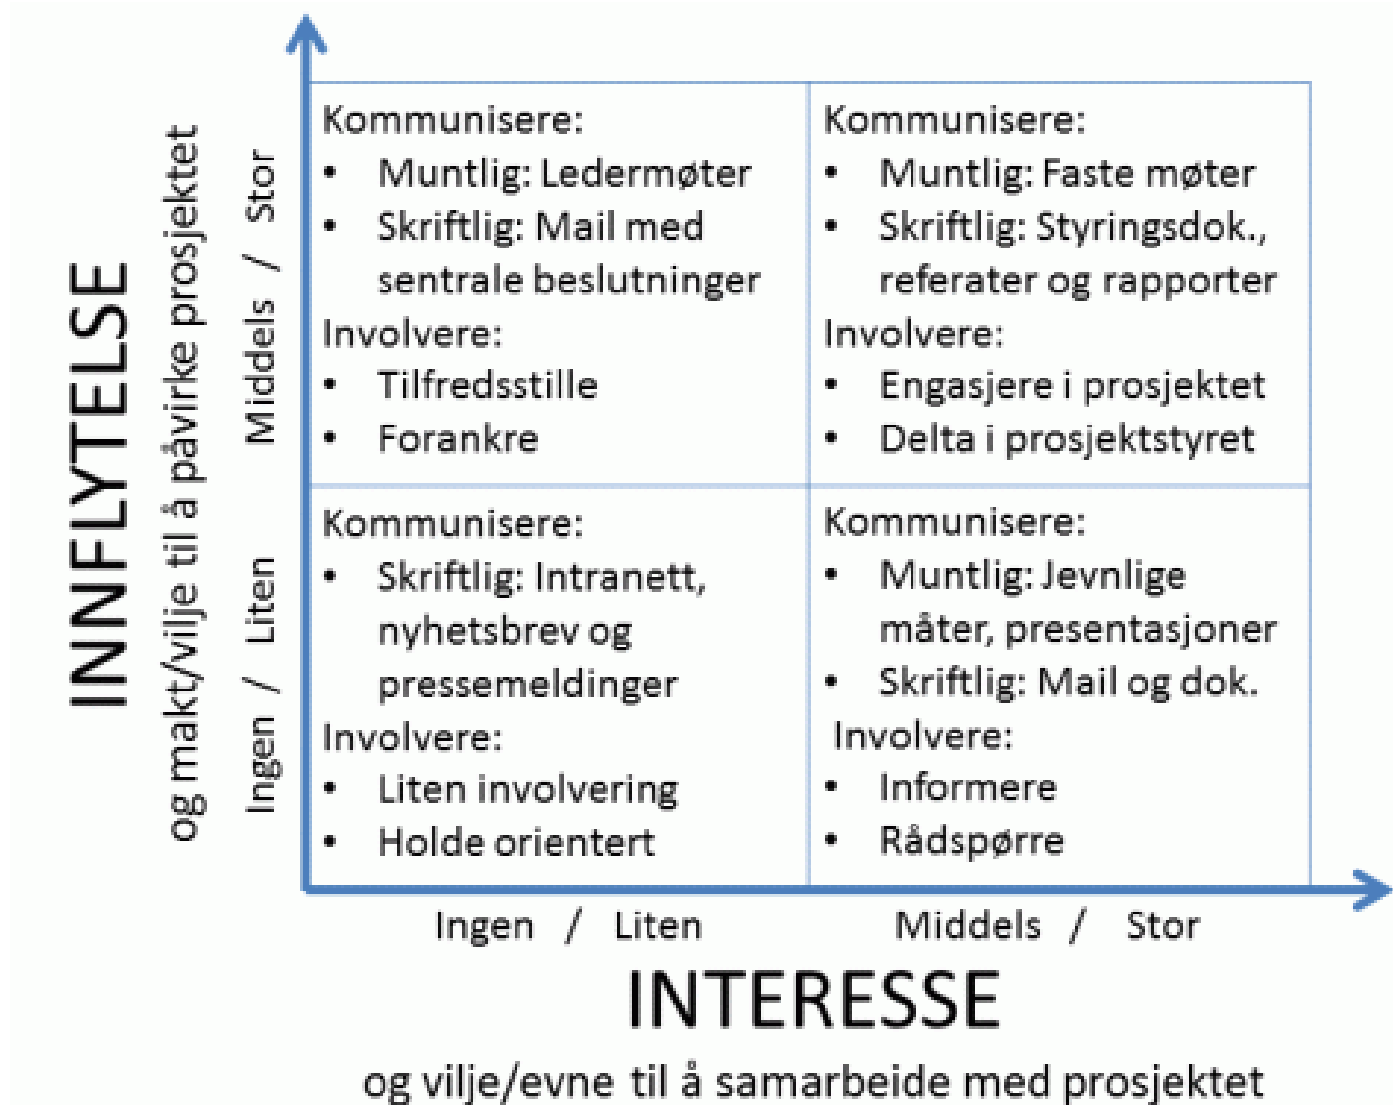 INNFLYTELSE
og makt/vilje til å påvirke prosjektet
Ingen / Liten
Middels / Stor
Kommunisere:
• Muntlig: Ledermøter
• Skriftlig: Mail med
sentrale beslutninger
Involvere:
• Tilfredsstille
• Forankre
Kommunisere:
• Muntlig: Faste møter
• Skriftlig: Styringsdok.,
referater og rapporter
Involvere:
• Engasjere i prosjektet
• Delta i prosjektstyret
Kommunisere:
• Skriftlig: Intranett,
nyhetsbrev og
pressemeldinger
Involvere:
• Liten involvering
• Holde orientert
Kommunisere:
• Muntlig: Jevnlige
måter, presentasjoner
• Skriftlig: Mail og dok.
Involvere:
• Informere
• Rådspørre
Ingen / Liten
Middels / Stor
INTERESSE
og vilje/evne til å samarbeide med prosjektet